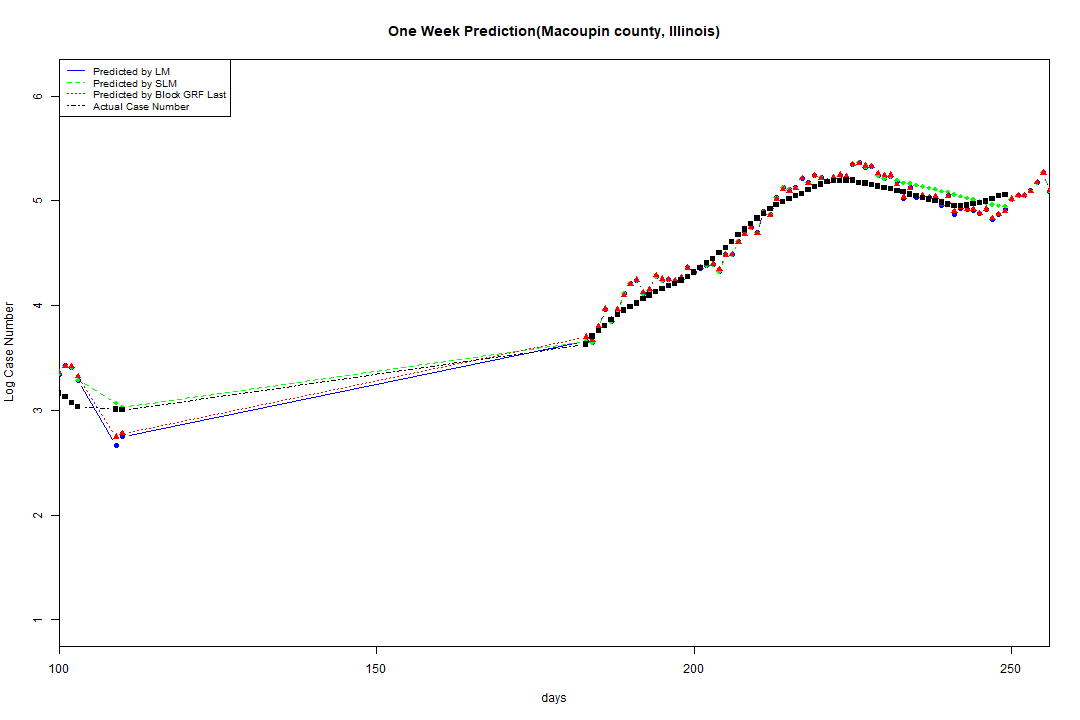 One Week Prediction(Macoupin county, Illinois)
Predicted by LM
Predicted by SLM
Predicted by Block GRF Last
Actual Case Number
Log Case Number
6
5
4
3
2
1
100 150 200 250
days